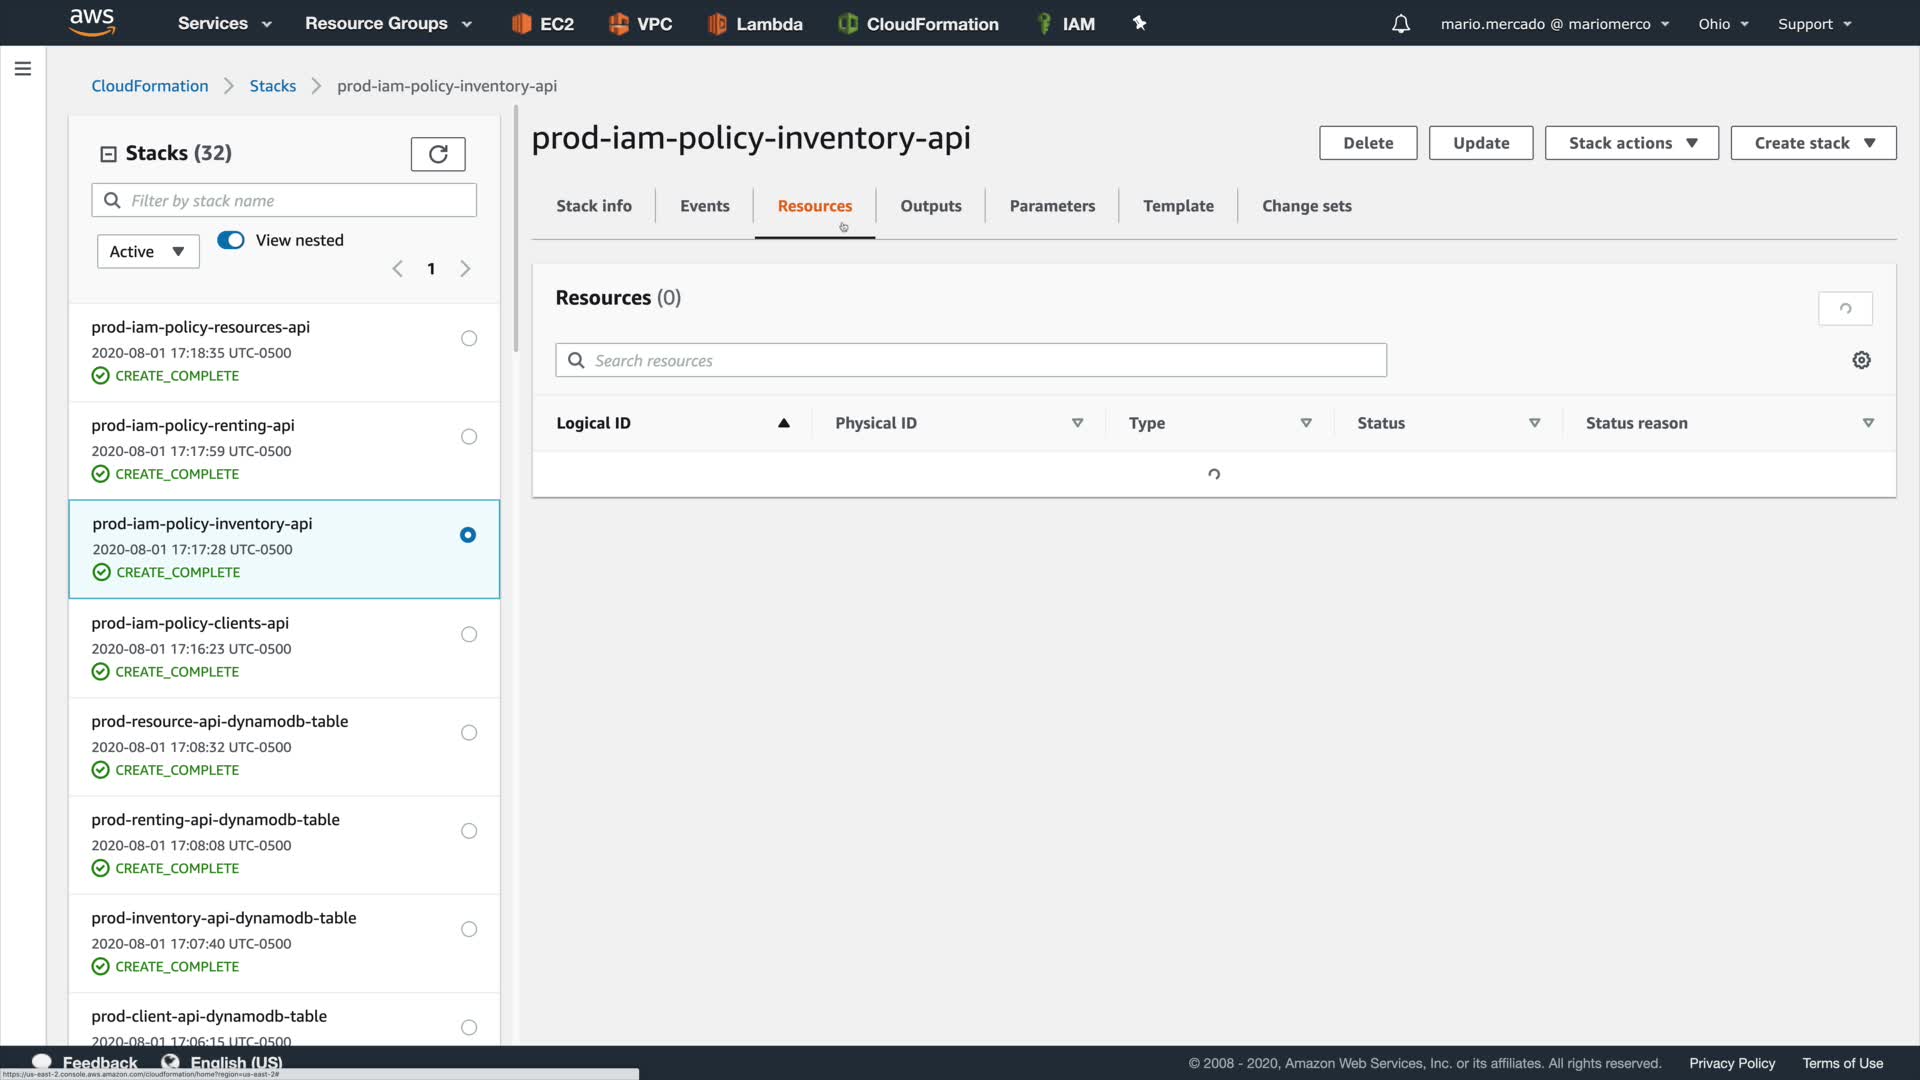 aws Services Resource Groups EC2 VPC Lambda CloudFormation IAM mario.mercado @ mariomerco Ohio Support
CloudFormation Stacks prod-iam-policy-inventory-api
Stacks (32)
Filter by stack name
Active View nested
1
prod-iam-policy-resources-api
2020-08-01 17:18:35 UTC-0500
CREATE_COMPLETE
prod-iam-policy-renting-api
2020-08-01 17:17:59 UTC-0500
CREATE_COMPLETE
prod-iam-policy-inventory-api
2020-08-01 17:17:28 UTC-0500
CREATE_COMPLETE
prod-iam-policy-clients-api
2020-08-01 17:16:23 UTC-0500
CREATE_COMPLETE
prod-resource-api-dynamodb-table
2020-08-01 17:08:32 UTC-0500
CREATE_COMPLETE
prod-renting-api-dynamodb-table
2020-08-01 17:08:08 UTC-0500
CREATE_COMPLETE
prod-inventory-api-dynamodb-table
2020-08-01 17:07:40 UTC-0500
CREATE_COMPLETE
prod-client-api-dynamodb-table
2020-08-01 17:06:15 UTC-0500
prod-iam-policy-inventory-api
Delete Update Stack actions Create stack
Stack info Events Resources Outputs Parameters Template Change sets
Resources (0)
Search resources
Logical ID Physical ID Type Status Status reason
Feedback English (US) © 2008 - 2020, Amazon Web Services, Inc. or its affiliates. All rights reserved. Privacy Policy Terms of Use
https://us-east-2.console.aws.amazon.com/cloudformation/home?region=us-east-2#